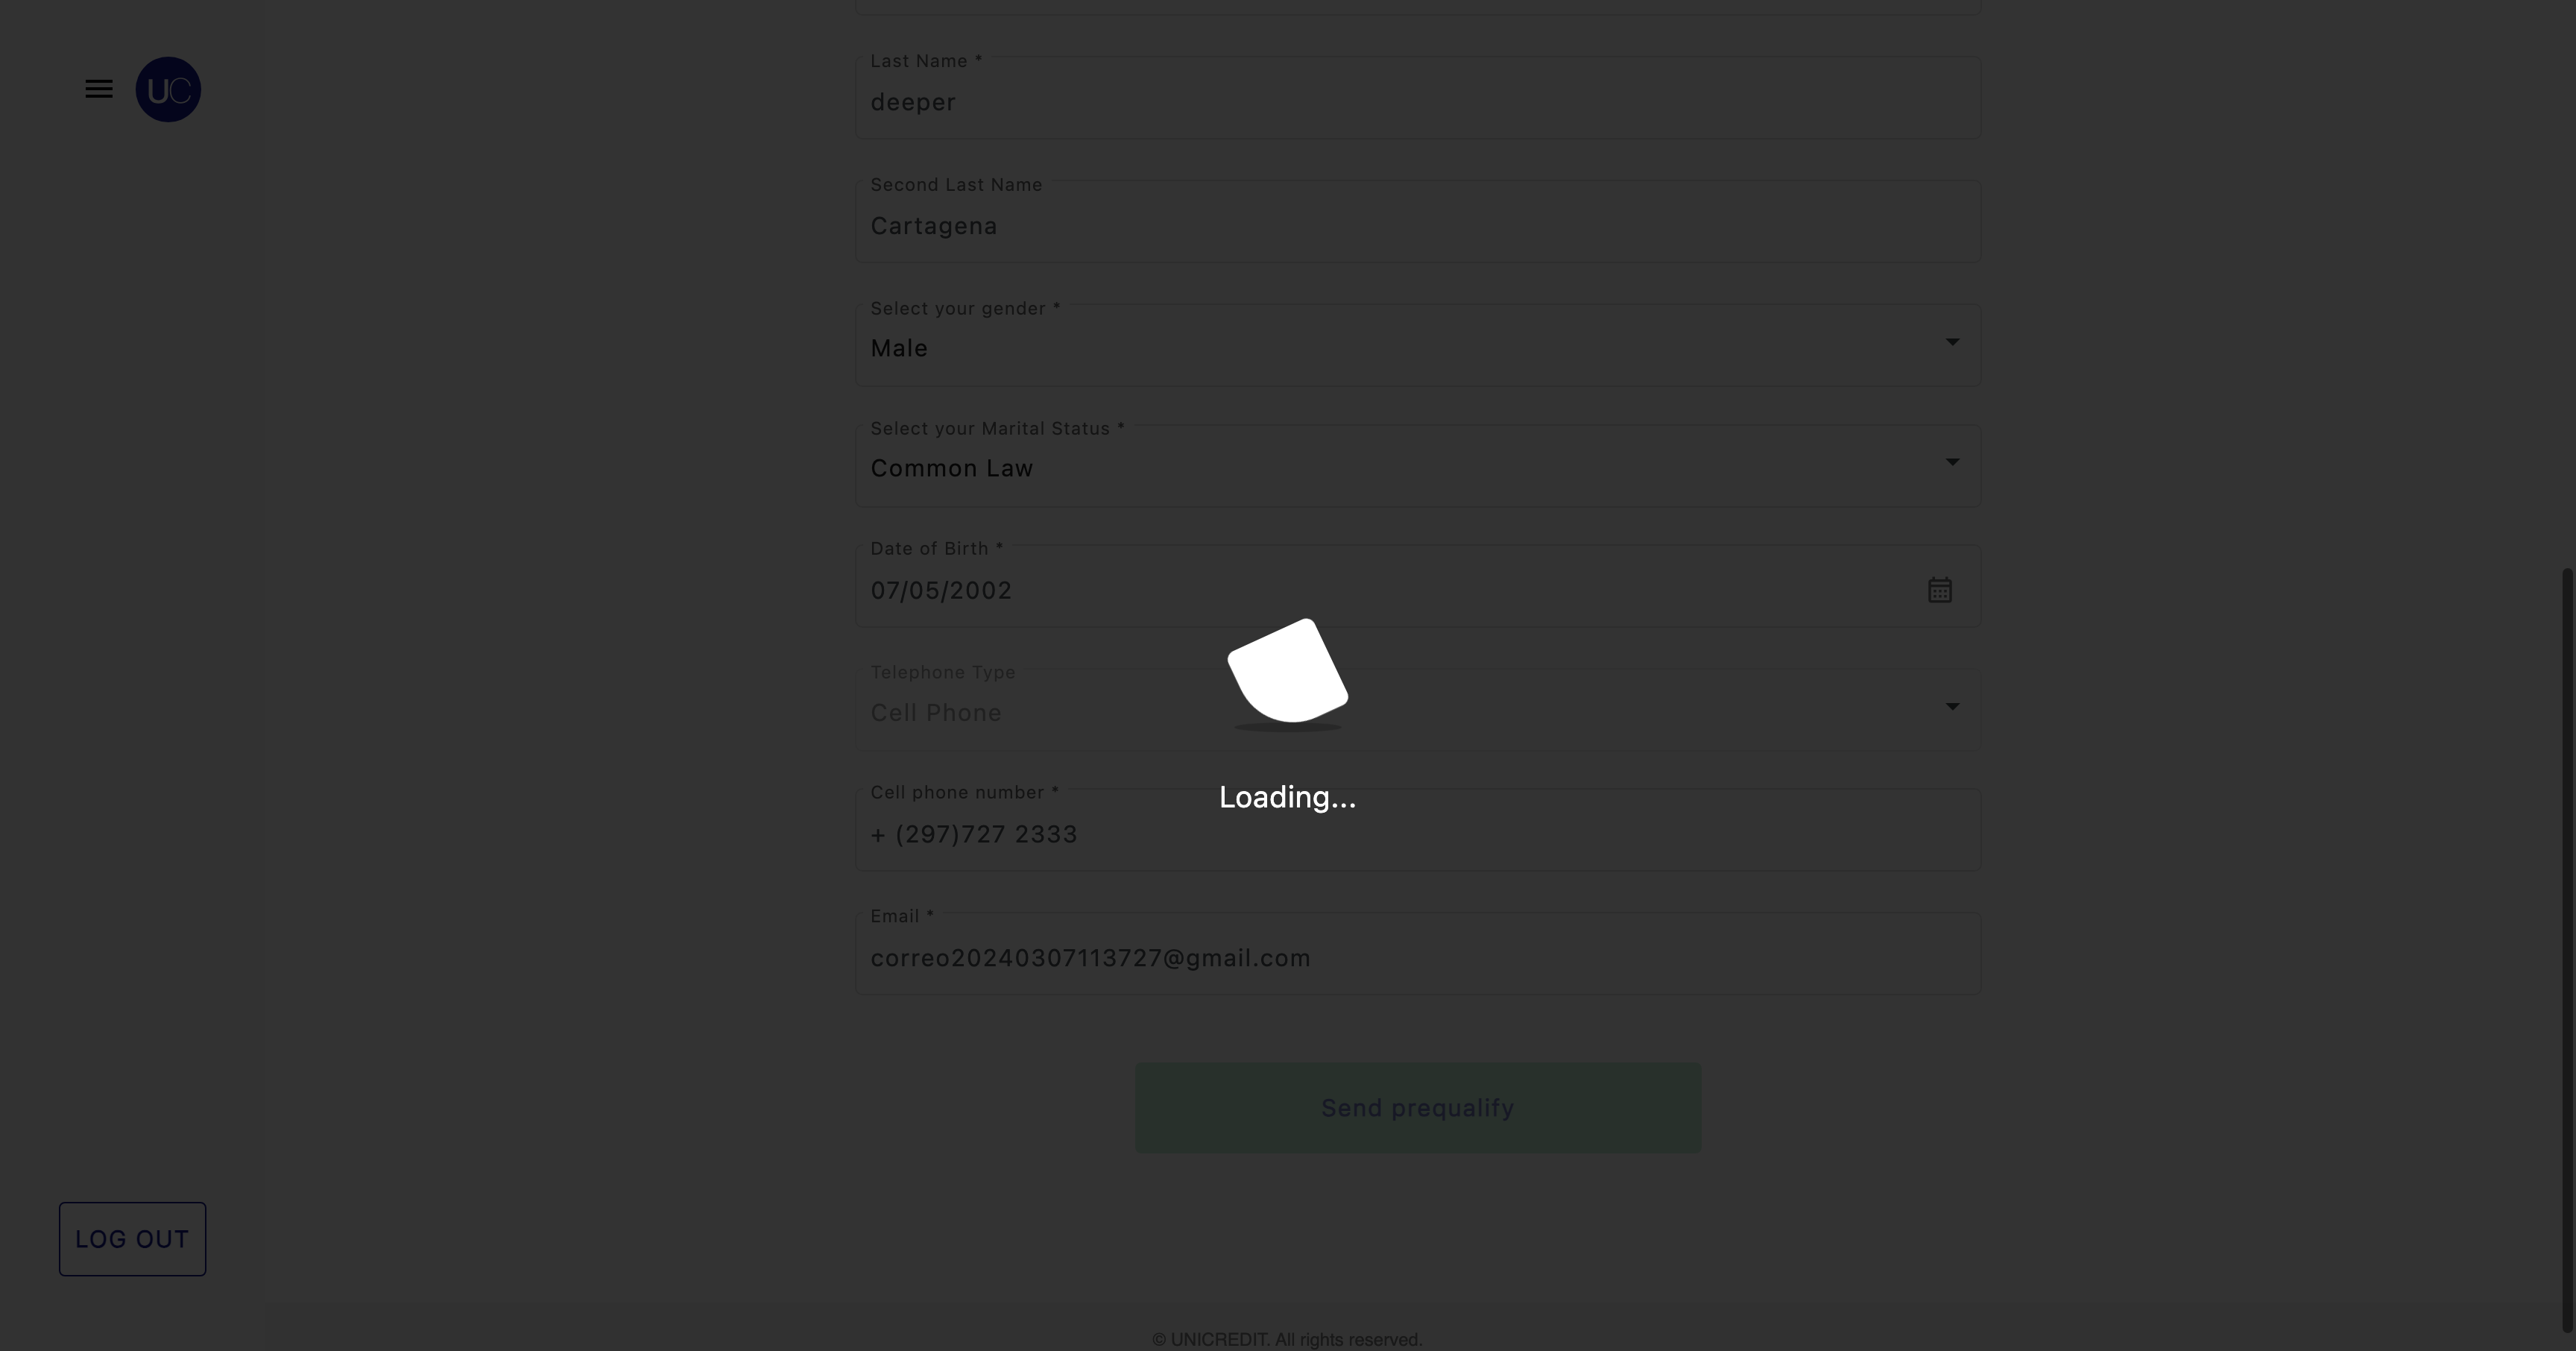 UC
Last Name *
deeper
Second Last Name
Cartagena
Select your gender *
Male
Select your Marital Status *
Common Law
Date of Birth *
07/05/2002
Telephone Type
Cell Phone
Loading...
Cell phone number *
+ (297)727 2333
Email *
correo20240307113727@gmail.com
Send prequalify
LOG OUT
© UNICREDIT. All rights reserved.